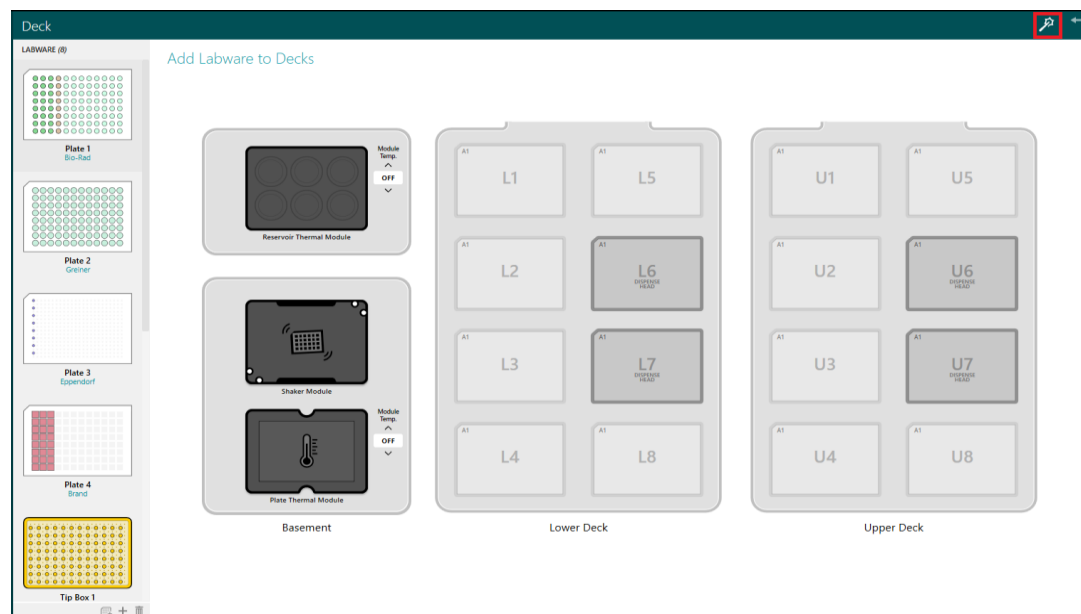 Deck
LABWARE (8)
Add Labware to Decks
Plate 1
Bio-Rad
Plate 2
Greiner
Plate 3
Eppendorf
Plate 4
Brand
Tip Box 1
Module
Temp.
OFF
Reservoir Thermal Module
Shaker Module
Module
Temp.
OFF
Plate Thermal Module
Basement
A1
L1
A1
L5
A1
L2
A1
L6
DISPENSE
HEAD
A1
L3
A1
L7
DISPENSE
HEAD
A1
L4
A1
L8
Lower Deck
A1
U1
A1
U5
A1
U2
A1
U6
DISPENSE
HEAD
A1
U3
A1
U7
DISPENSE
HEAD
A1
U4
A1
U8
Upper Deck